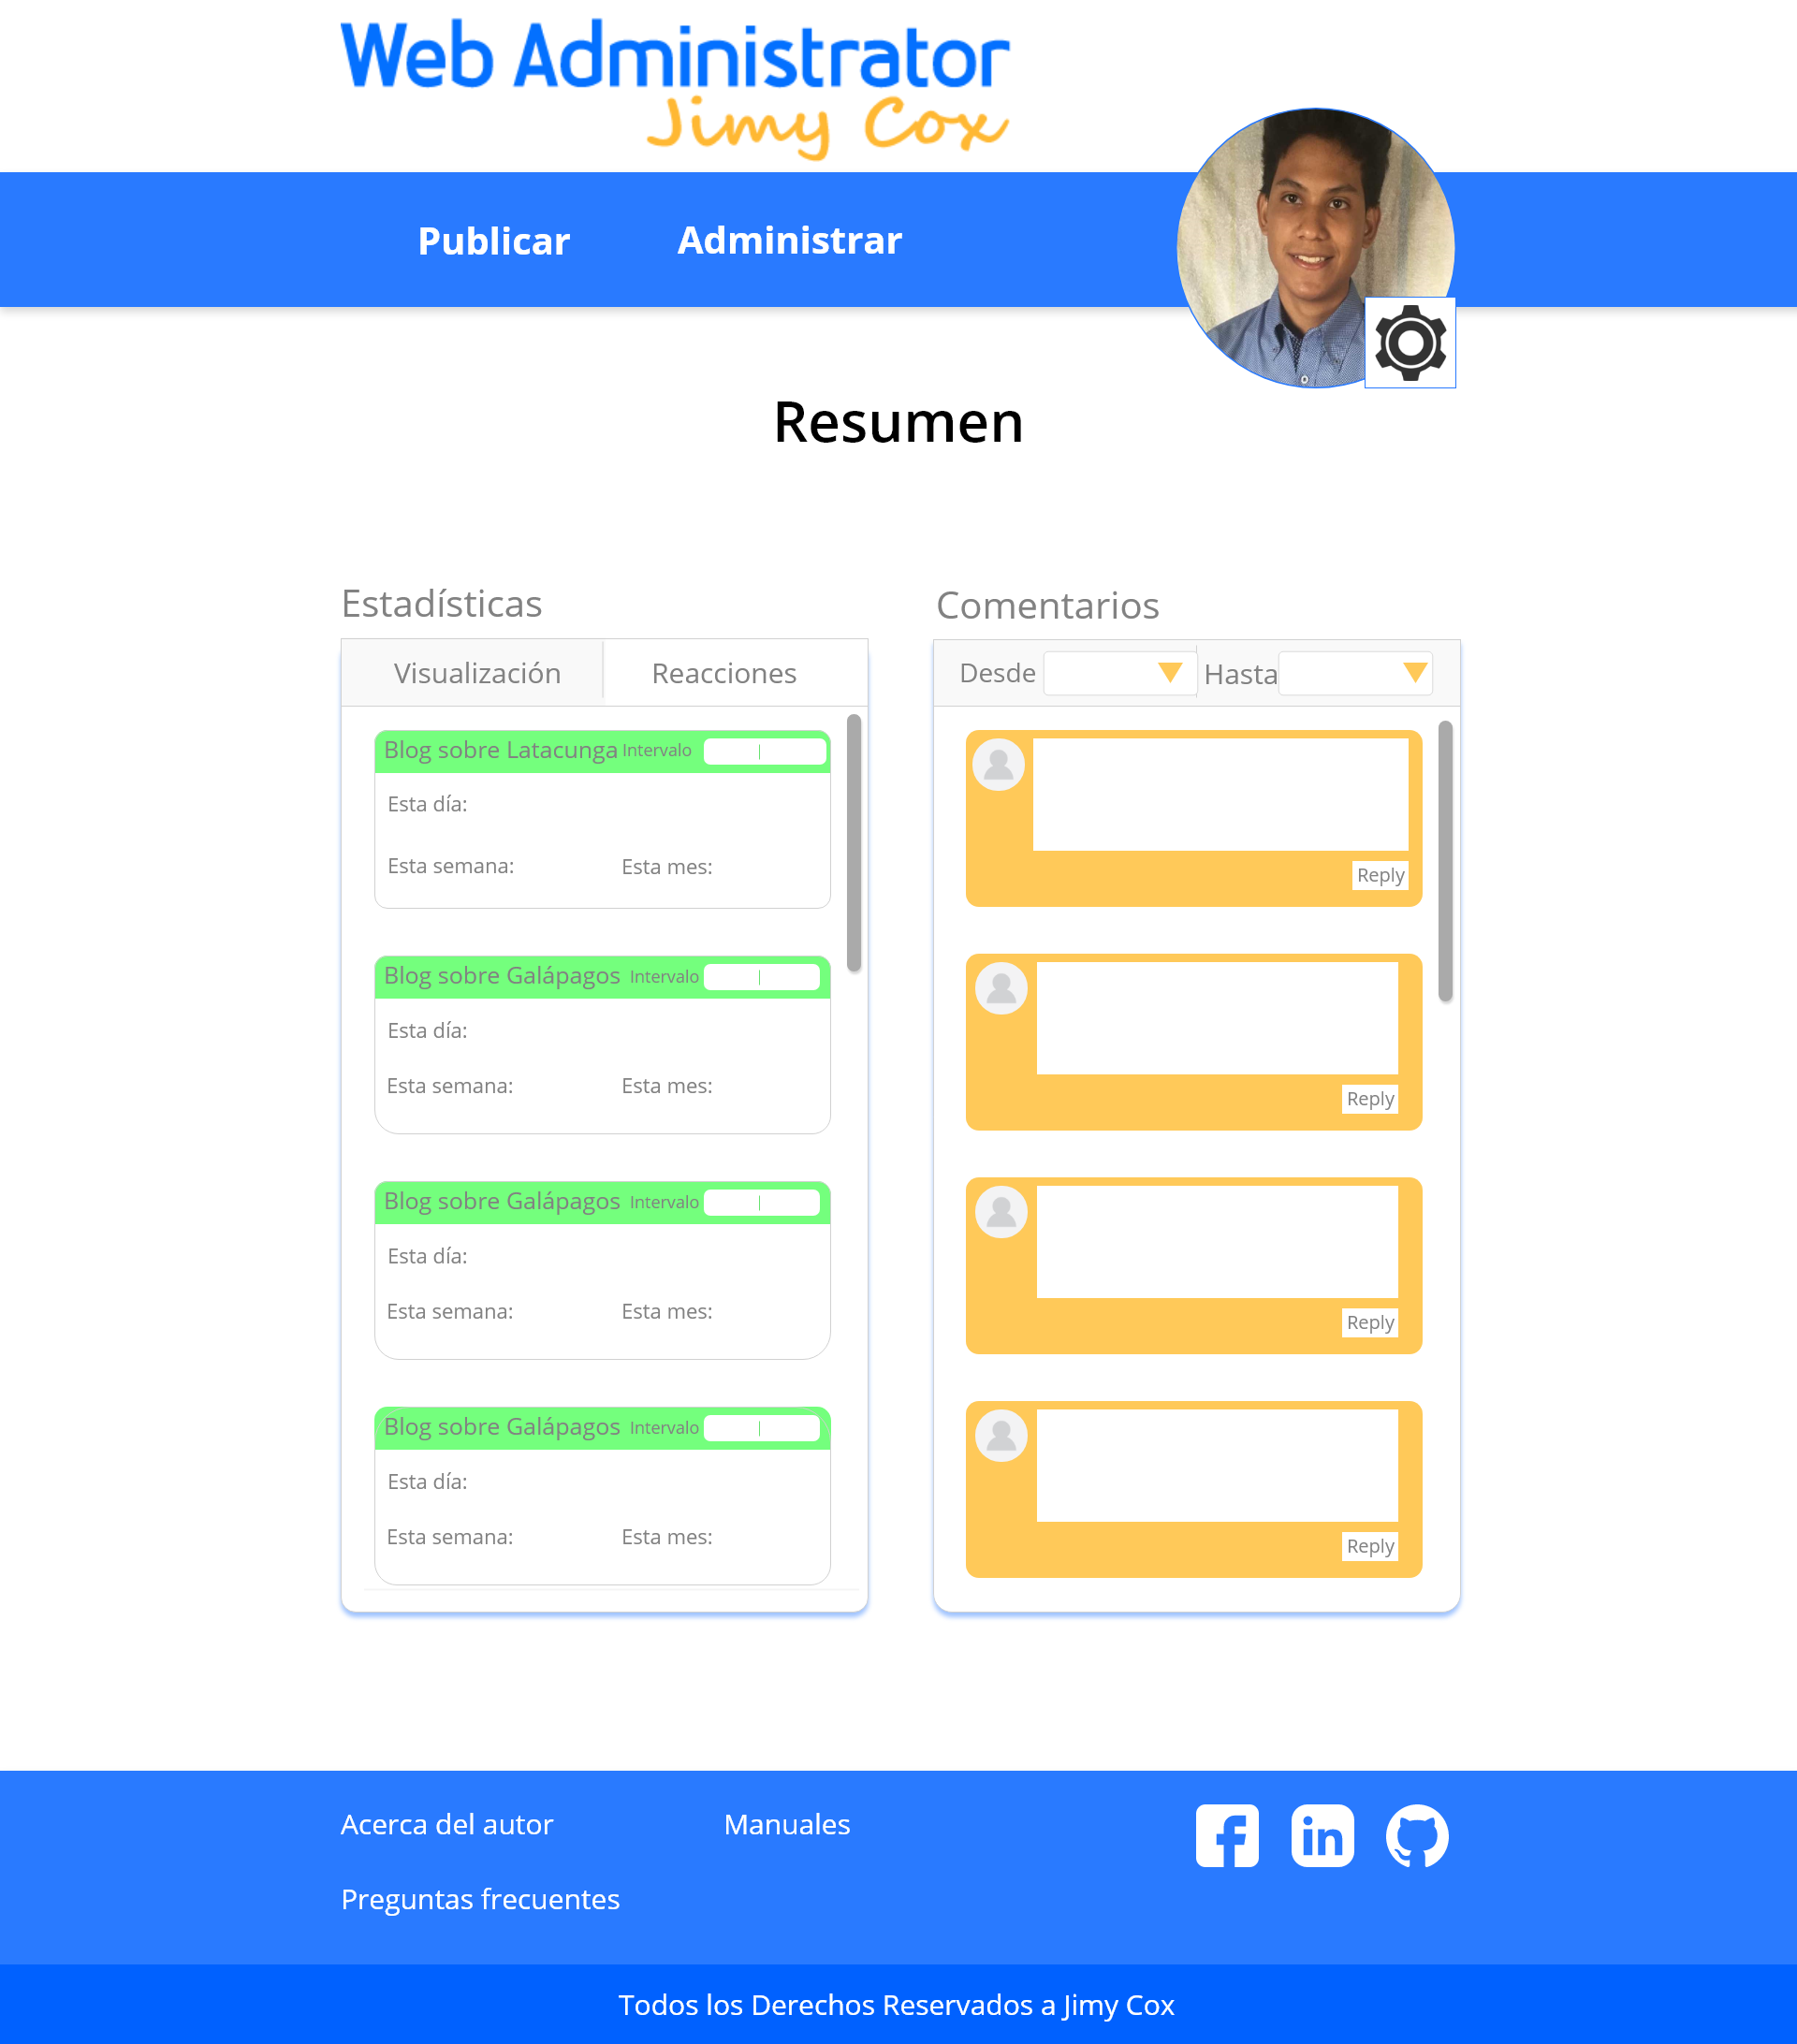 Web Administrator
Jimy Cox
Publicar Administrar
Resumen
Estadísticas
Visualización Reacciones
Blog sobre Latacunga Intervalo
Esta día:
Esta semana: Esta mes:
Blog sobre Galápagos Intervalo
Esta día:
Esta semana: Esta mes:
Blog sobre Galápagos Intervalo
Esta día:
Esta semana: Esta mes:
Blog sobre Galápagos Intervalo
Esta día:
Esta semana: Esta mes:
Comentarios
Desde Hasta
Reply
Reply
Reply
Reply
Acerca del autor Manuales
Preguntas frecuentes
Todos los Derechos Reservados a Jimy Cox